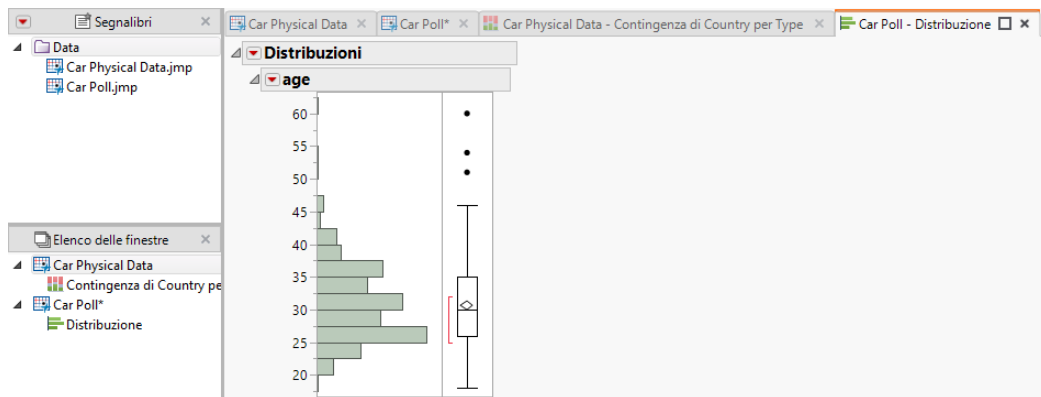 Segnalibri
Data
Car Physical Data.jmp
Car Poll.jmp
Elenco delle finestre
Car Physical Data
Contingenza di Country pe
Car Poll*
Distribuzione
Car Physical Data
Car Poll*
Car Physical Data - Contingenza di Country per Type
Car Poll - Distribuzione
Distribuzioni
age
60
55
50
45
40
35
30
25
20